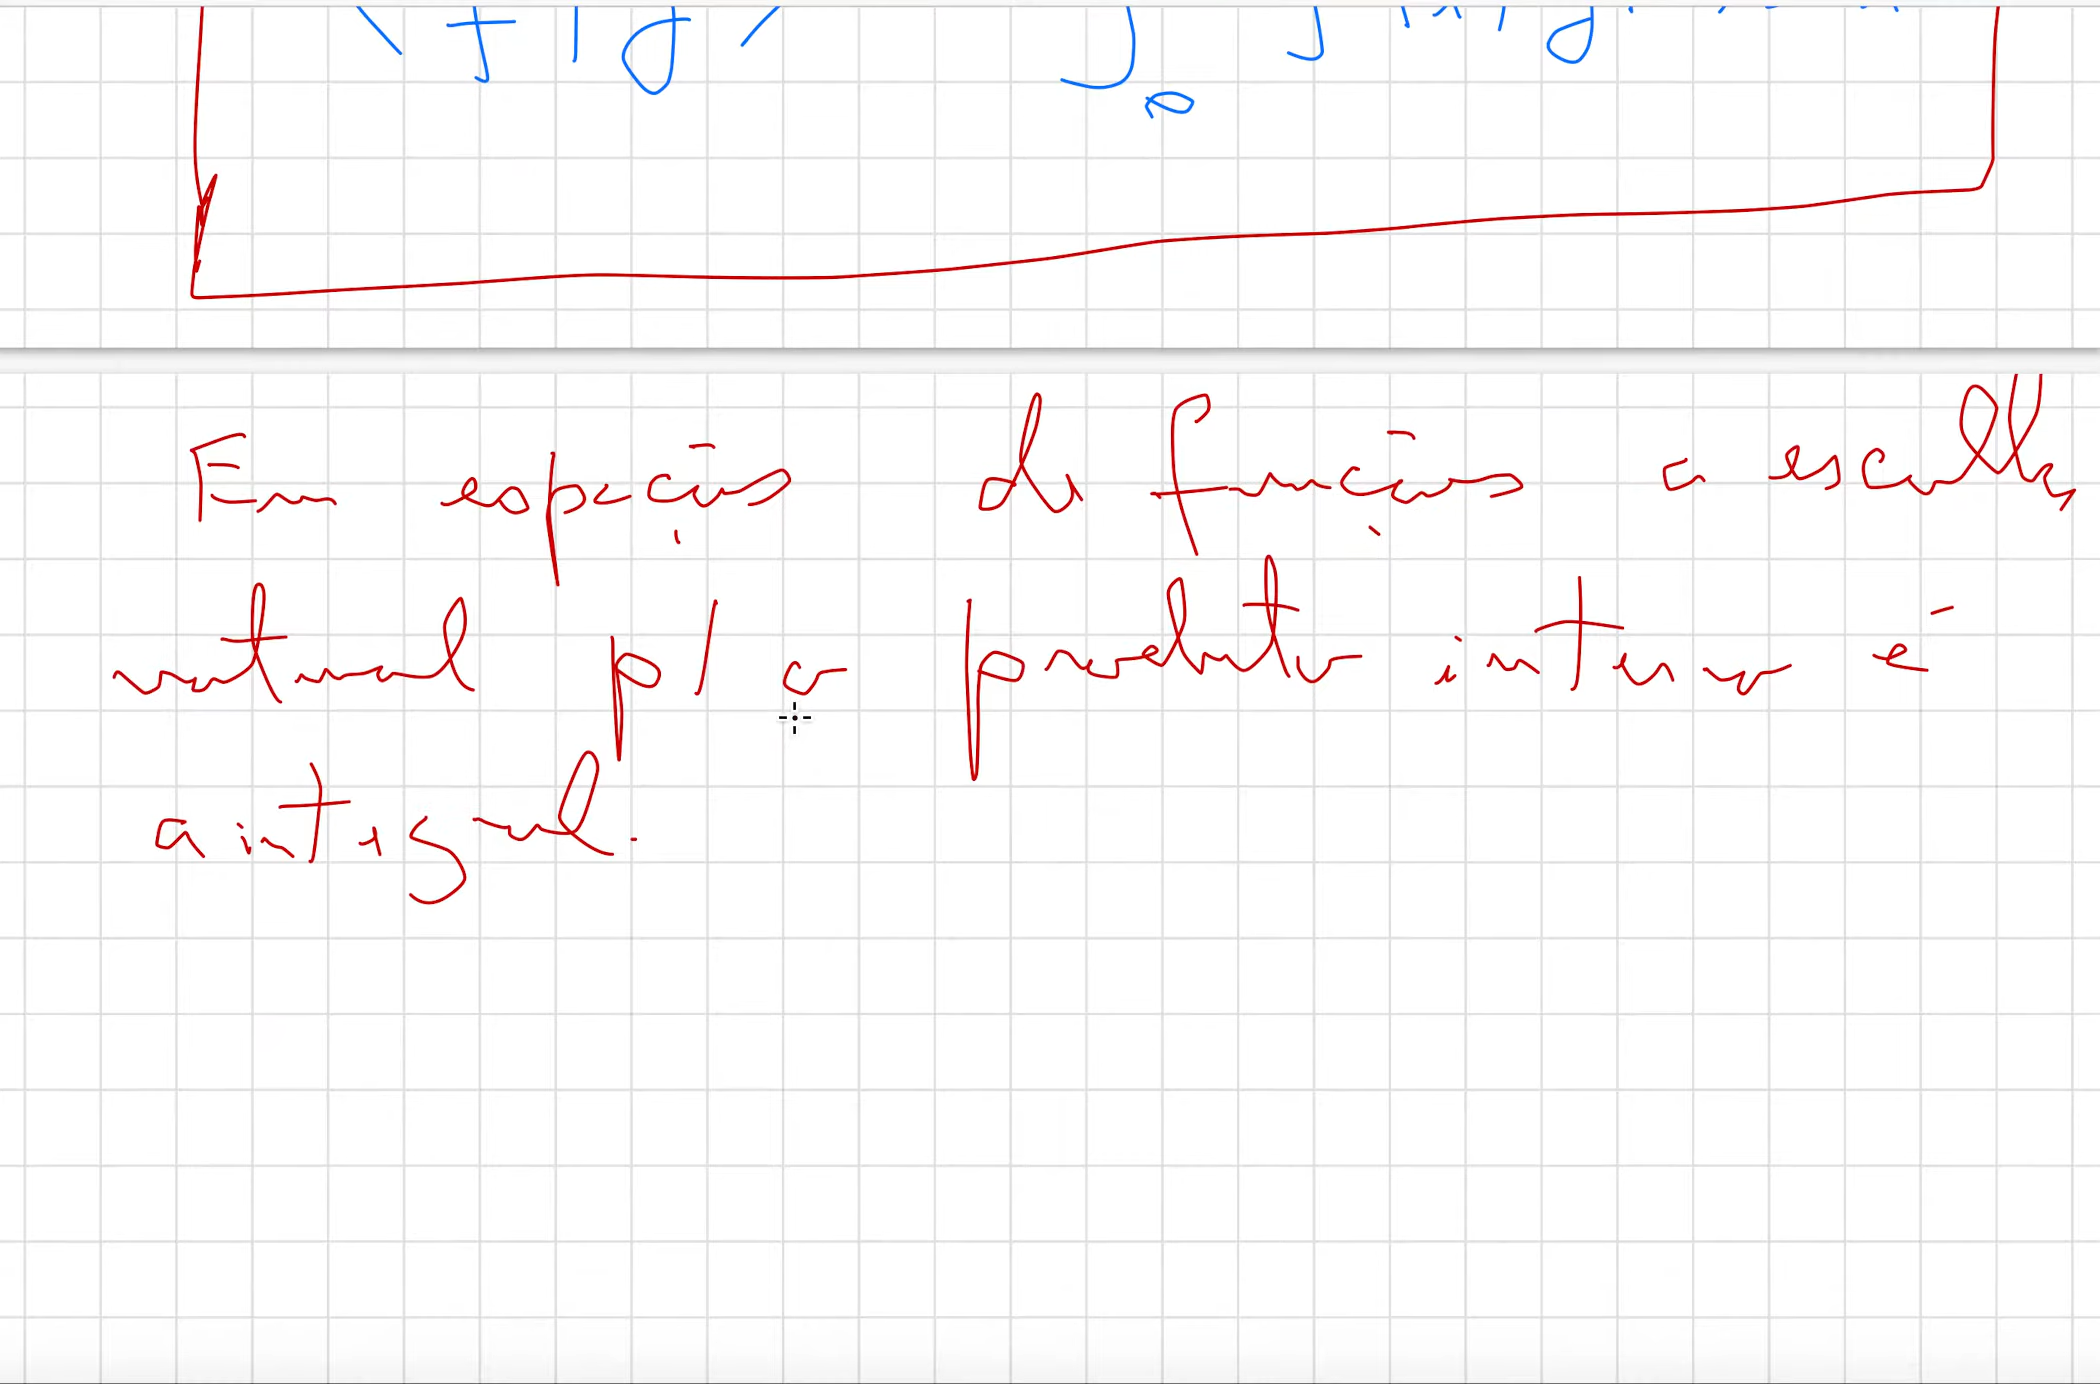 Em espaços de funções a escolha
natural p/ o produto interno é
a integral.